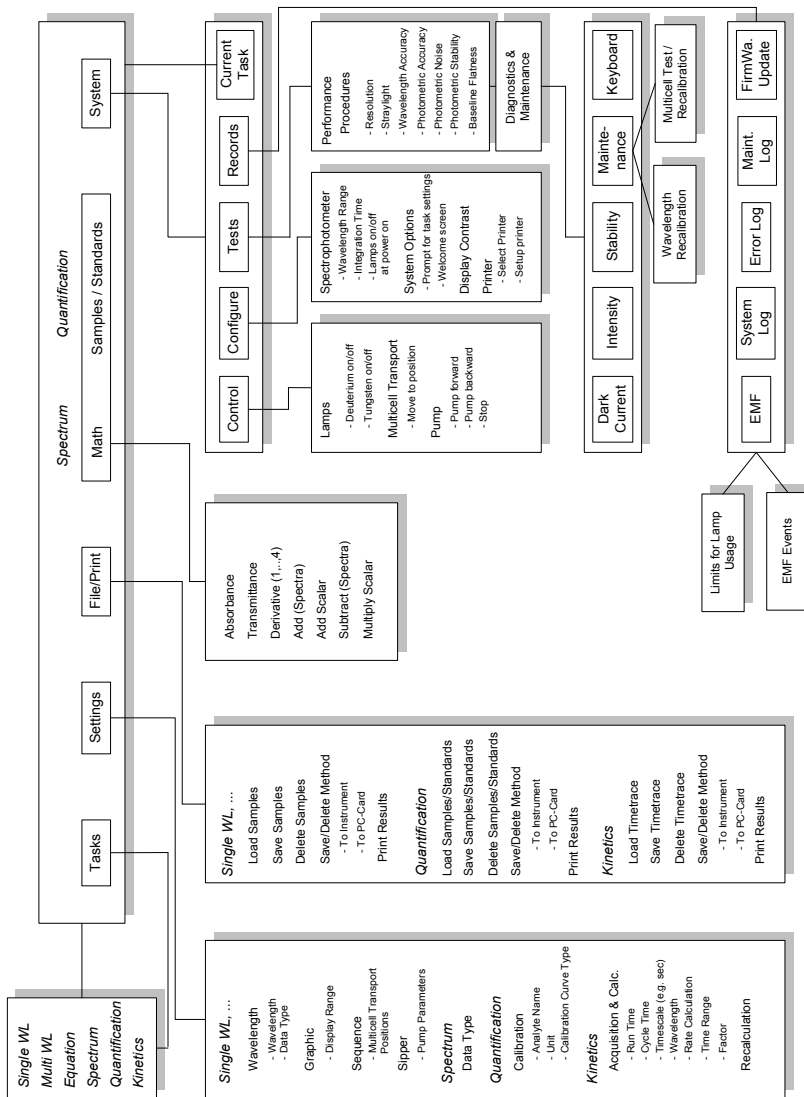 Single WL
Multi WL
Equation
Spectrum
Quantification
Kinetics
Spectrum
Quantification
Tasks
Settings
File/Print
Math
Samples / Standards
System
Single WL, ...
Wavelength
- Wavelength
- Data Type
Graphic
- Display Range
Sequence
- Multicell Transport
Positions
Sipper
- Pump Parameters
Spectrum
Data Type
Quantification
Calibration
- Analyte Name
- Unit
- Calibration Curve Type
Kinetics
Acquisition & Calc.
- Run Time
- Cycle Time
- Timescale (e.g. sec)
- Wavelength
- Rate Calculation
- Time Range
- Factor
Recalculation
Single WL, ...
Load Samples
Save Samples
Delete Samples
Save/Delete Method
- To Instrument
- To PC-Card
Print Results
Quantification
Load Samples/Standards
Save Samples/Standards
Delete Samples/Standards
Save/Delete Method
- To Instrument
- To PC-Card
Print Results
Kinetics
Load Timetrace
Save Timetrace
Delete Timetrace
Save/Delete Method
- To Instrument
- To PC-Card
Print Results
Absorbance
Transmittance
Derivative (1,..,4)
Add (Spectra)
Add Scalar
Subtract (Spectra)
Multiply Scalar
Control
Configure
Tests
Records
Current
Task
Lamps
- Deuterium on/off
- Tungsten on/off
Multicell Transport
- Move to position
Pump
- Pump forward
- Pump backward
- Stop
Spectrophotometer
- Wavelength Range
- Integration Time
- Lamps on/off
at power on
System Options
- Prompt for task settings
- Welcome screen
Display Contrast
Printer
- Select Printer
- Setup printer
Performance
Procedures
- Resolution
- Straylight
- Wavelength Accuracy
- Photometric Accuracy
- Photometric Noise
- Photometric Stability
- Baseline Flatness
Diagnostics &
Maintenance
Dark
Current
Intensity
Stability
Mainte-
nance
Keyboard
Wavelength
Recalibration
Multicell Test /
Recalibration
EMF
System
Log
Error Log
Maint.
Log
FirmWa.
Update
Limits for Lamp
Usage
EMF Events